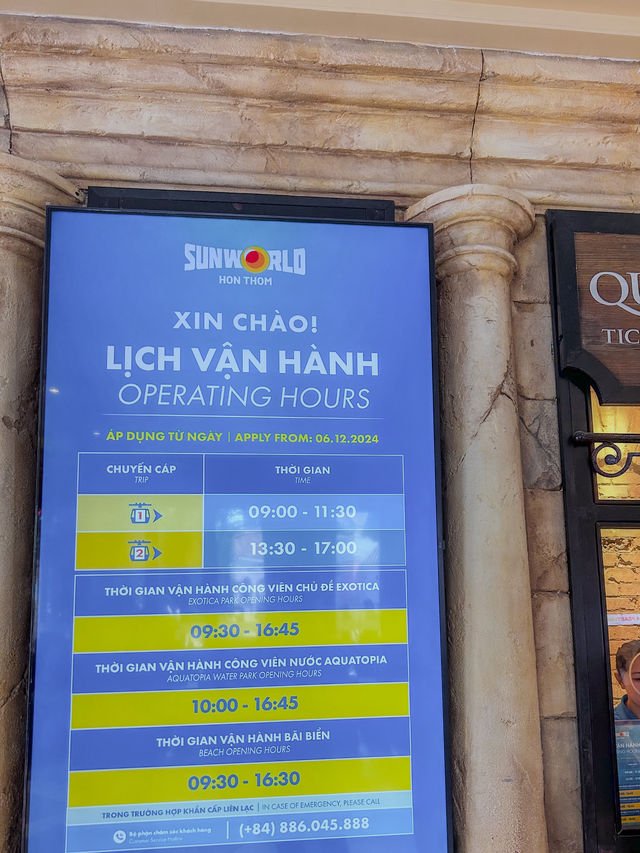 SUNWORLD
HON THOM
XIN CHÀO!
LỊCH VẬN HÀNH
OPERATING HOURS
ÁP DỤNG TỪ NGÀY | APPLY FROM: 06.12.2024
CHUYẾN CÁP
TRIP
THỜI GIAN
TIME
1
09:00 - 11:30
2
13:30 - 17:00
THỜI GIAN VẬN HÀNH CÔNG VIÊN CHỦ ĐỀ EXOTICA
EXOTICA PARK OPENING HOURS
09:30 - 16:45
THỜI GIAN VẬN HÀNH CÔNG VIÊN NƯỚC AQUATOPIA
AQUATOPIA WATER PARK OPENING HOURS
10:00 - 16:45
THỜI GIAN VẬN HÀNH BÃI BIỂN
BEACH OPENING HOURS
09:30 - 16:30
TRONG TRƯỜNG HỢP KHẨN CẤP LIÊN LẠC | IN CASE OF EMERGENCY, PLEASE CALL
Bộ phận chăm sóc khách hàng
Customer Service Hotline
(+84) 886.045.888
QU
TIC